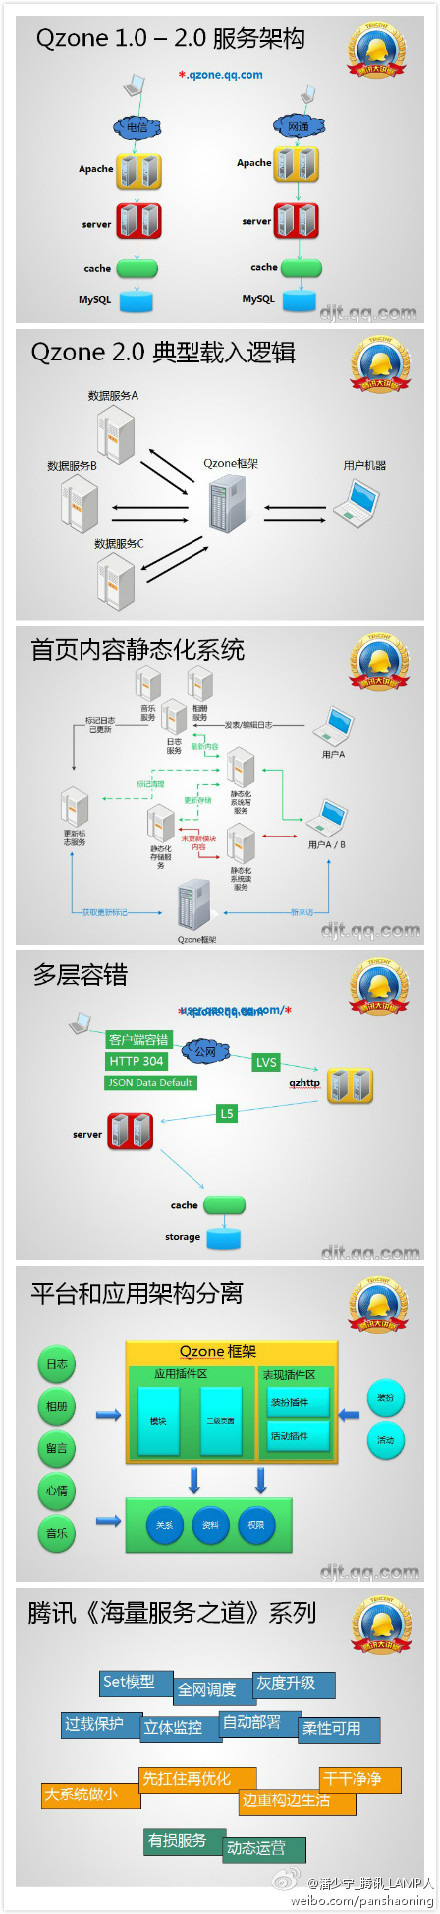 Qzone 1.0 – 2.0 服务架构
TENCENT
腾讯大讲堂
*.qzone.qq.com
电信
网通
Apache
Apache
server
server
cache
cache
MySQL
MySQL
djt.qq.com
Qzone 2.0 典型载入逻辑
TENCENT
腾讯大讲堂
数据服务A
数据服务B
Qzone框架
用户机器
数据服务C
首页内容静态化系统
TENCENT
腾讯大讲堂
音乐
服务
相册
服务
日志
服务
标记日志
已更新
发表/编辑日志
最新内容
用户A
标记清理
静态化
系统写
服务
更新存储
更新标
志服务
静态化
存储服
务
未更新模块
内容
静态化
系统读
服务
用户A / B
获取更新标记
新来访
Qzone框架
djt.qq.com
多层容错
TENCENT
腾讯大讲堂
客户端容错
HTTP 304
JSON Data Default
公网
LVS
qzhttp
L5
server
cache
storage
djt.qq.com
平台和应用架构分离
TENCENT
腾讯大讲堂
日志
相册
留言
心情
音乐
Qzone 框架
应用插件区
表现插件区
模块
二级页面
装扮插件
活动插件
装扮
活动
关系
资料
权限
djt.qq.com
腾讯《海量服务之道》系列
TENCENT
腾讯大讲堂
Set模型
全网调度
灰度升级
过载保护
立体监控
自动部署
柔性可用
大系统做小
先扛住再优化
边重构边生活
干干净净
有损服务
动态运营
@潘少宁_腾讯_LAMP人
weibo.com/panshaoning